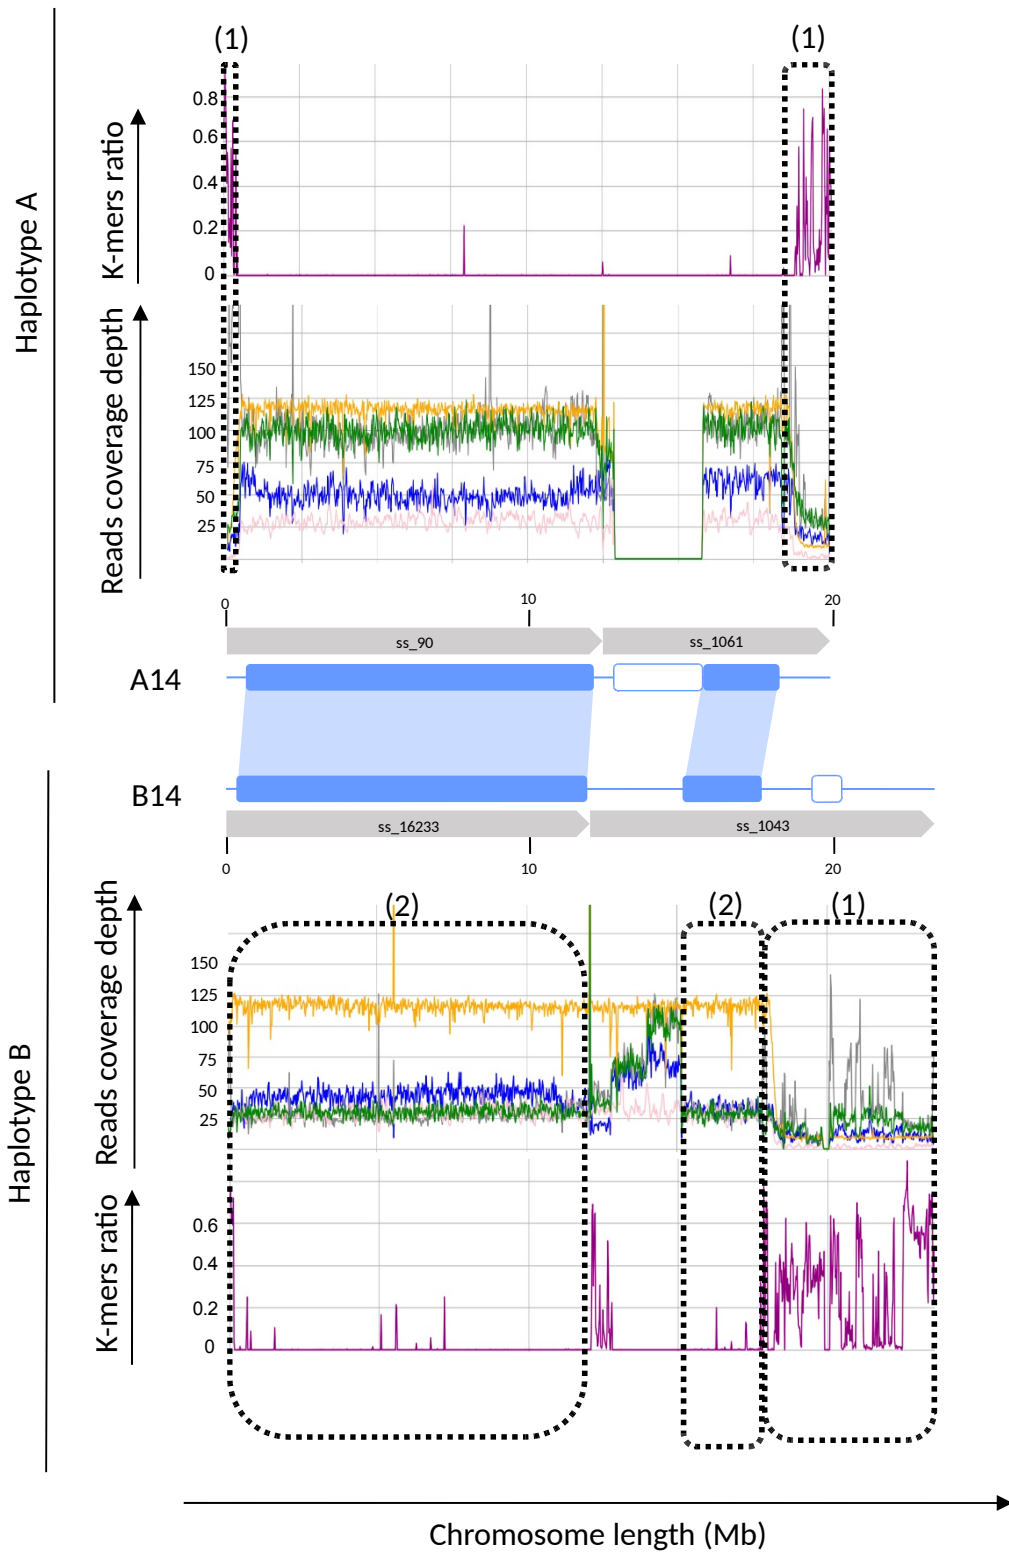 (1)
(1)
Haplotype A
K-mers ratio
0.8
0.6
0.4
0.2
0
Reads coverage depth
150
125
100
75
50
25
0
10
20
ss_90
ss_1061
A14
B14
ss_16233
ss_1043
0
10
20
Haplotype B
(2)
(2)
(1)
Reads coverage depth
150
125
100
75
50
25
K-mers ratio
0.6
0.4
0.2
0
Chromosome length (Mb)